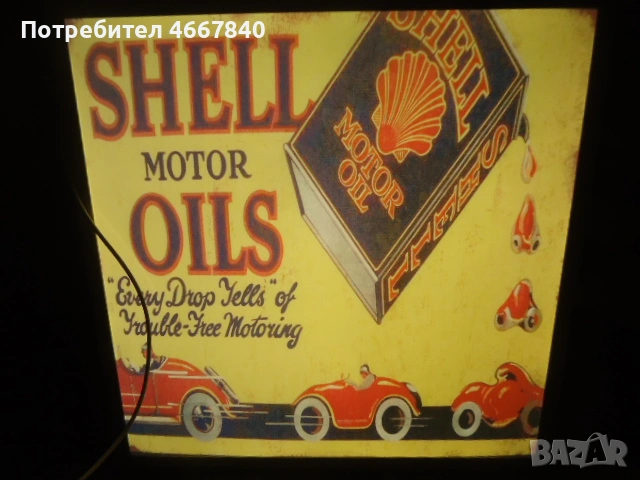 Потребител 4667840
SHELL
MOTOR
OILS
"Every Drop Tells" of
Trouble-Free Motoring
SHELL
MOTOR
OIL
SHELL
BAZAR